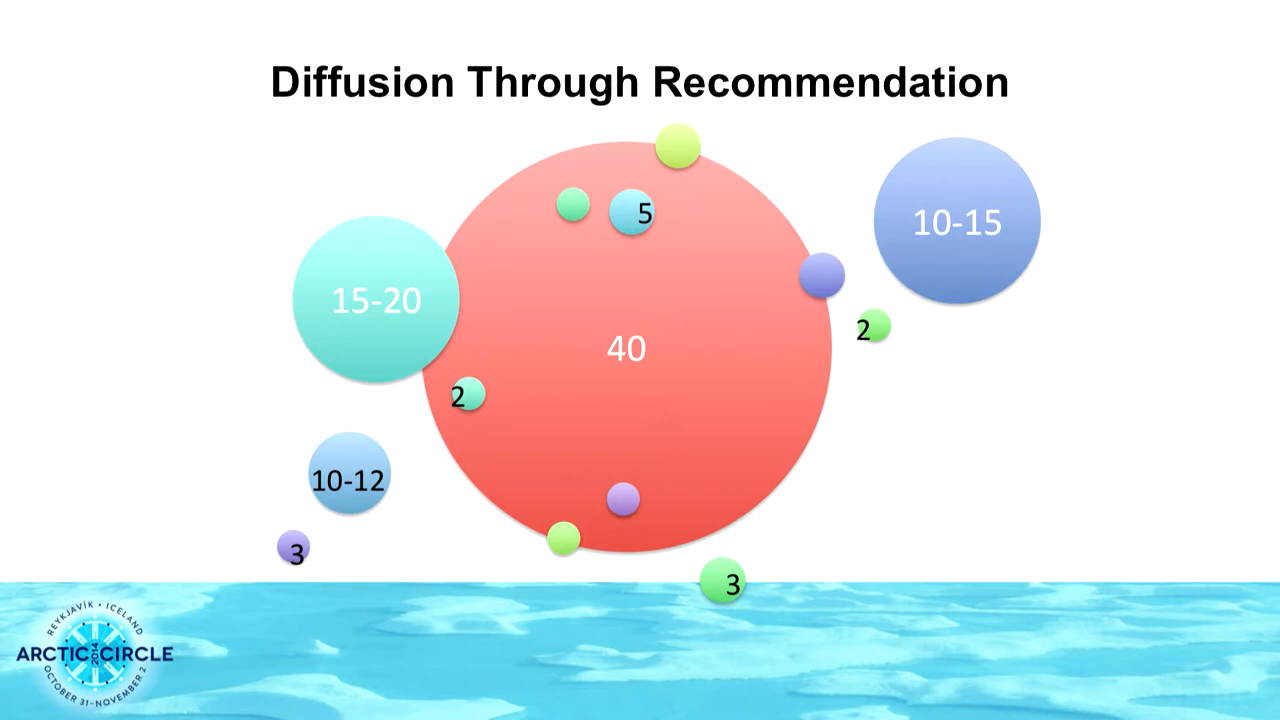 Diffusion Through Recommendation
5
10-15
15-20
2
40
2
10-12
3
3
REYKJAVÍK • ICELAND
ARCTIC 2014 CIRCLE
OCTOBER 31-NOVEMBER 2